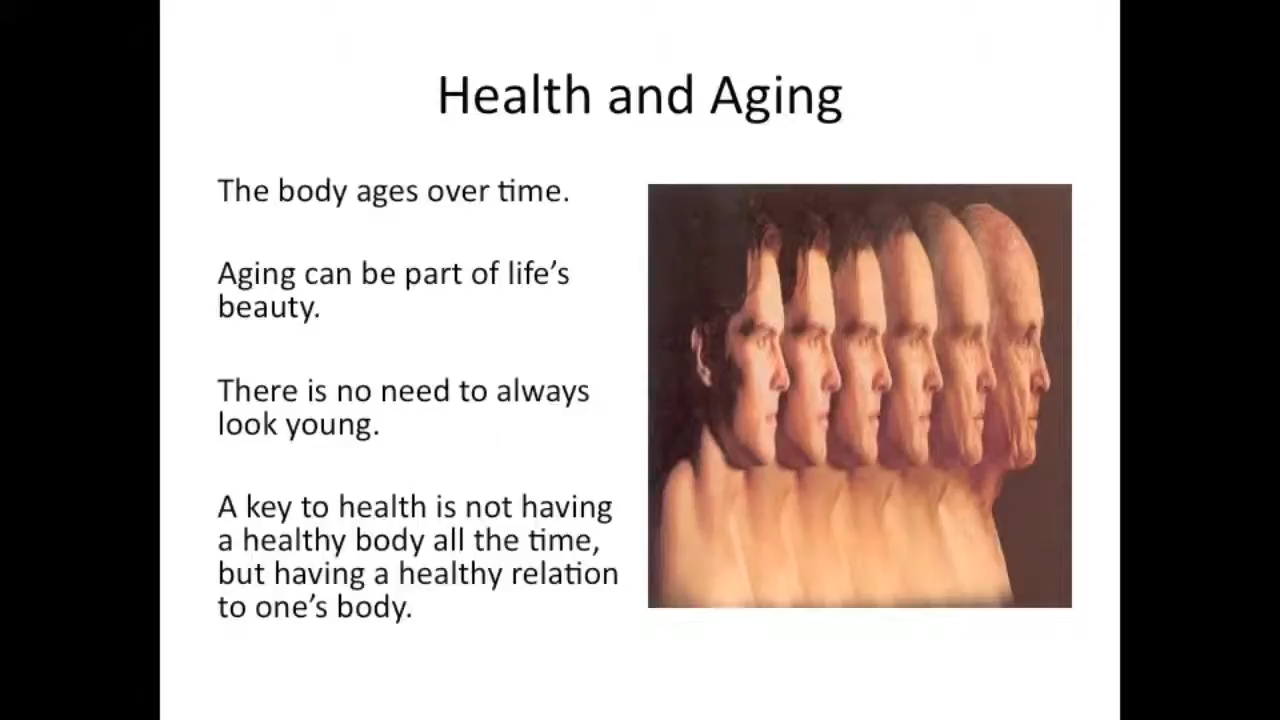 Health and Aging
The body ages over time.
Aging can be part of life’s
beauty.
There is no need to always
look young.
A key to health is not having
a healthy body all the time,
but having a healthy relation
to one’s body.